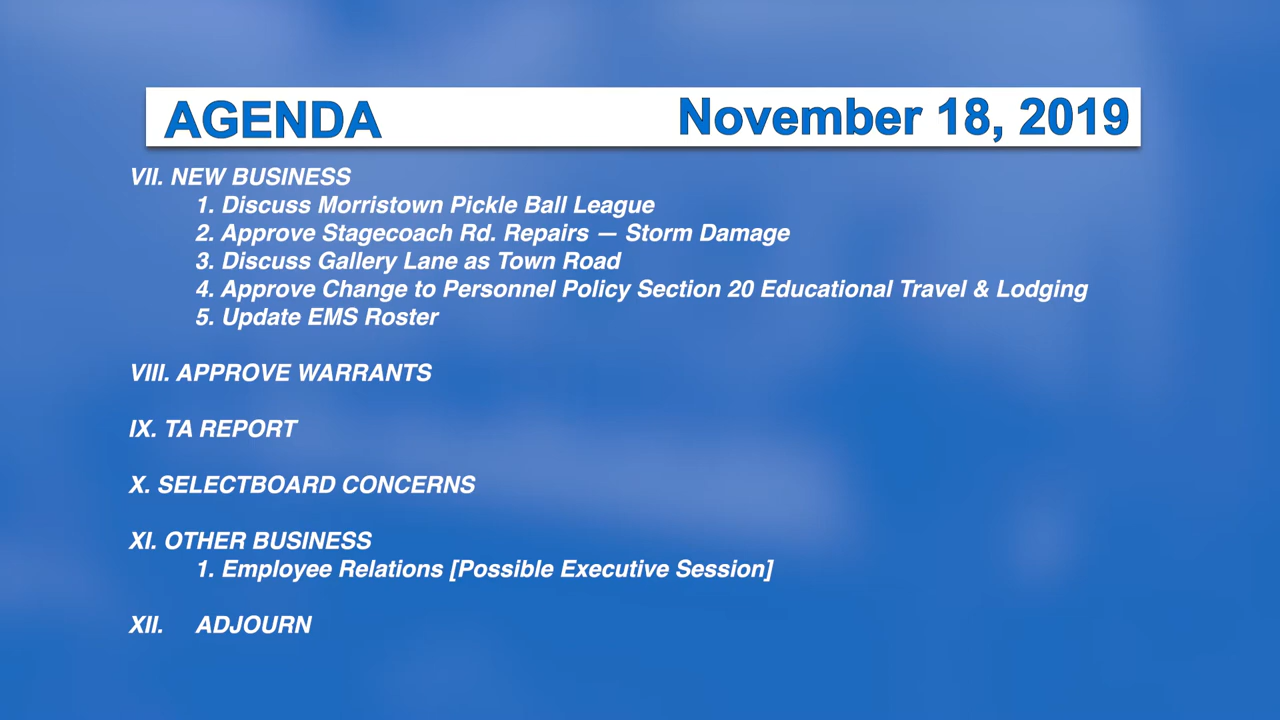 AGENDA November 18, 2019
VII. NEW BUSINESS
1. Discuss Morristown Pickle Ball League
2. Approve Stagecoach Rd. Repairs — Storm Damage
3. Discuss Gallery Lane as Town Road
4. Approve Change to Personnel Policy Section 20 Educational Travel & Lodging
5. Update EMS Roster
VIII. APPROVE WARRANTS
IX. TA REPORT
X. SELECTBOARD CONCERNS
XI. OTHER BUSINESS
1. Employee Relations [Possible Executive Session]
XII. ADJOURN